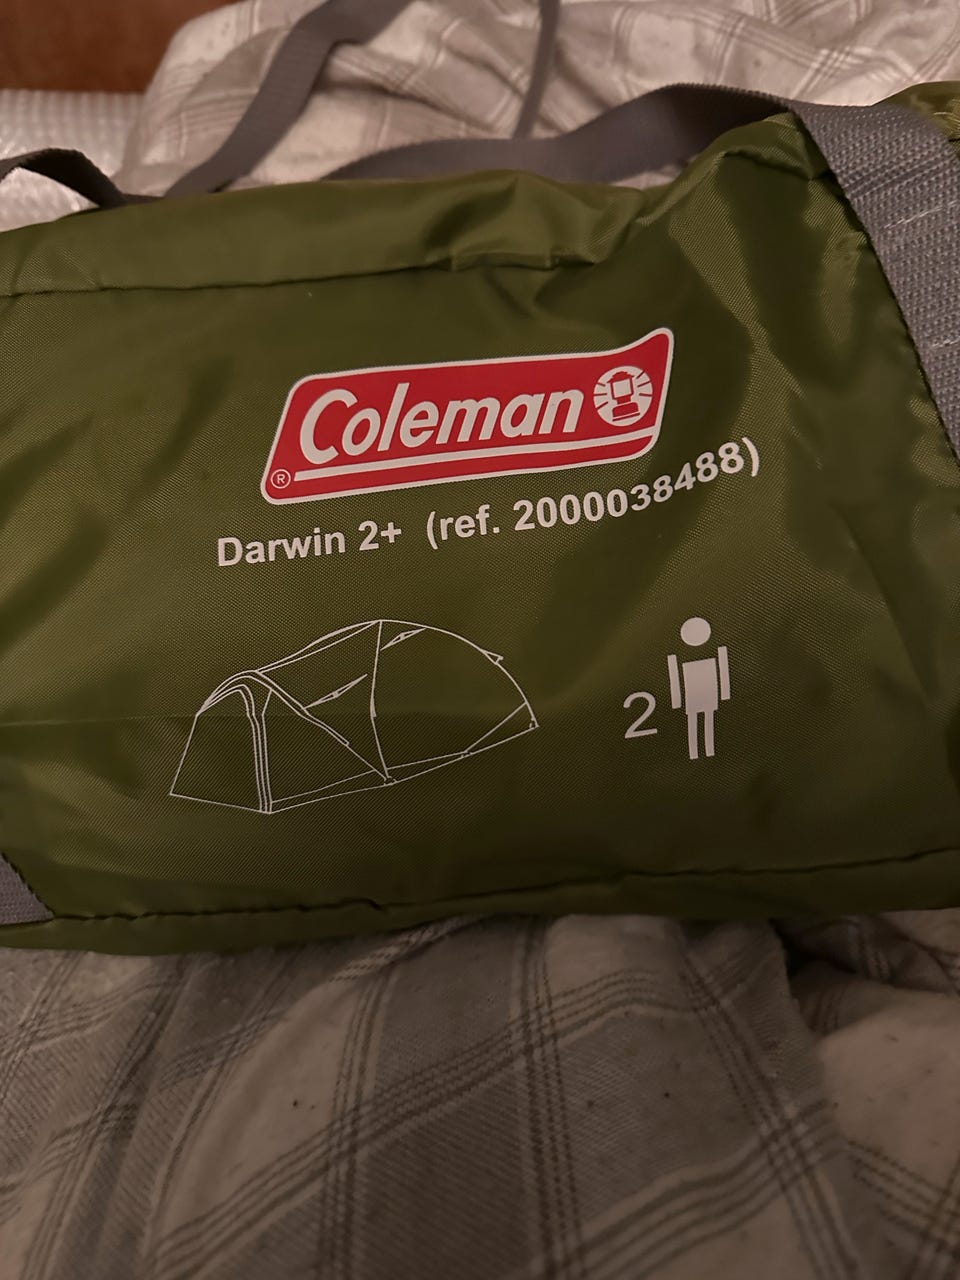 Coleman
®
Darwin 2+ (ref. 2000038488)
2